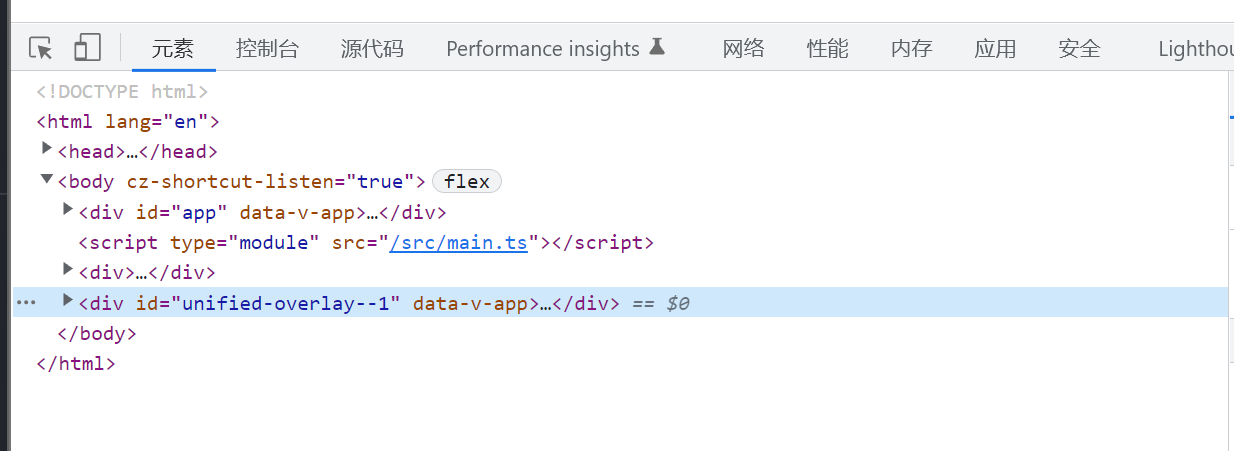 元素 控制台 源代码 Performance insights 网络 性能 内存 应用 安全 Lighthou
<!DOCTYPE html>
<html lang="en">
<head>…</head>
<body cz-shortcut-listen="true"> flex
<div id="app" data-v-app>…</div>
<script type="module" src="/src/main.ts"></script>
<div>…</div>
<div id="unified-overlay--1" data-v-app>…</div> == $0
</body>
</html>